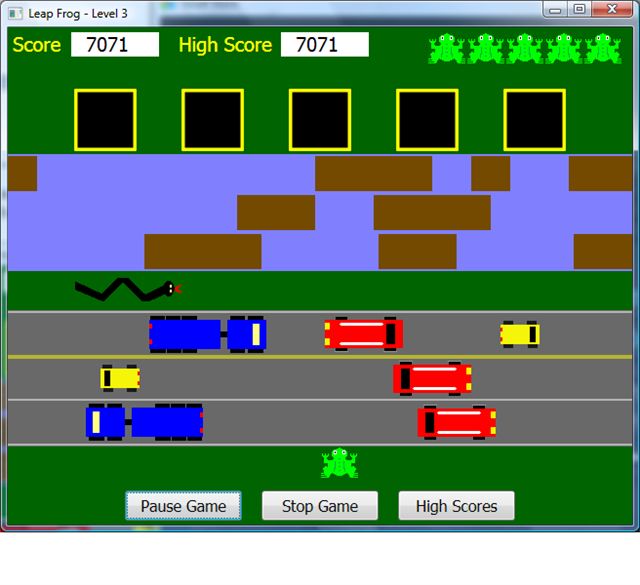 Leap Frog - Level 3
Score 7071 High Score 7071
Pause Game Stop Game High Scores